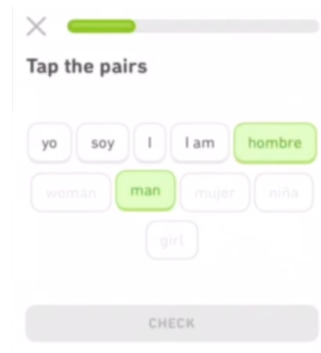 Tap the pairs
yo soy I I am hombre
woman man mujer niña
girl
CHECK